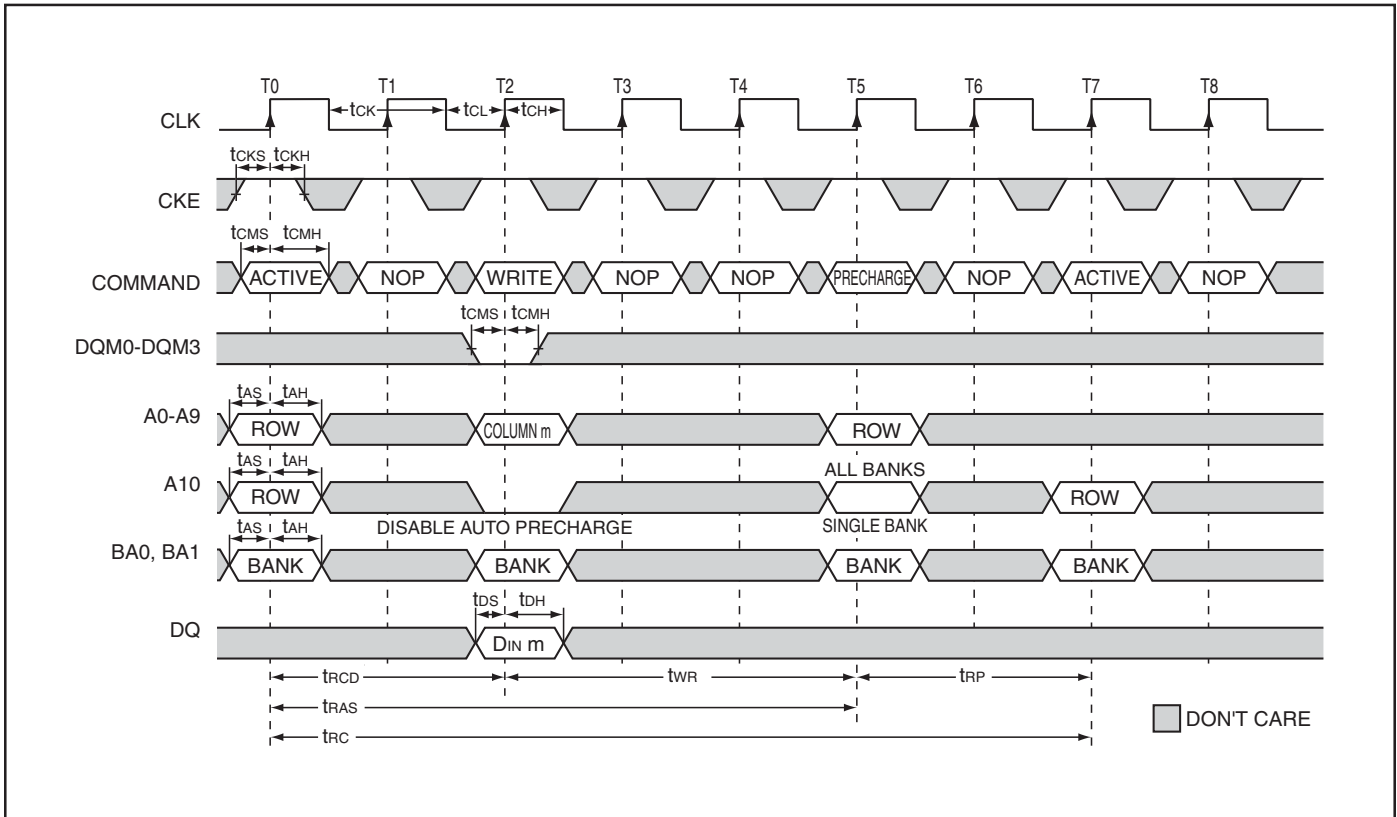 T0 T1 T2 T3 T4 T5 T6 T7 T8
tCK tCL tCH
CLK
tCKS tCKH
CKE
tCMS tCMH
COMMAND ACTIVE NOP WRITE NOP NOP PRECHARGE NOP ACTIVE NOP
tCMS tCMH
DQM0-DQM3
tAS tAH
A0-A9 ROW COLUMN m ROW
tAS tAH ALL BANKS
A10 ROW ROW
tAS tAH DISABLE AUTO PRECHARGE SINGLE BANK
BA0, BA1 BANK BANK BANK BANK
tDS tDH
DQ DIN m
tRCD tWR tRP
tRAS
DON'T CARE
tRC